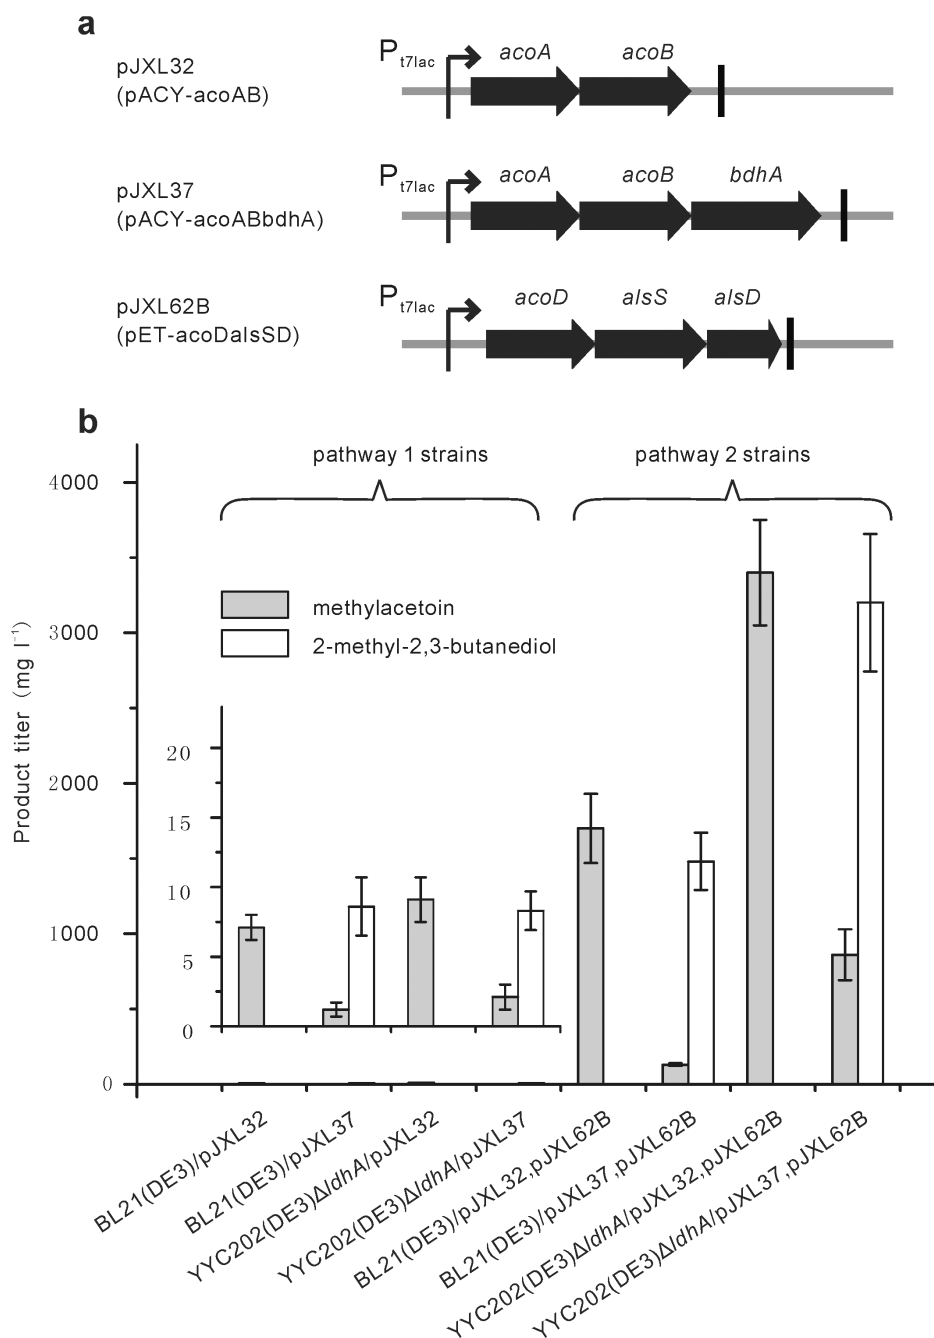 a
pJXL32
(pACY-acoAB)
P t7lac
acoA acoB
pJXL37
(pACY-acoABbdhA)
P t7lac
acoA acoB bdhA
pJXL62B
(pET-acoDalsSD)
P t7lac
acoD alsS alsD
b
pathway 1 strains pathway 2 strains
4000
3000
2000
1000
0
Product titer (mg l⁻¹)
methylacetoin
2-methyl-2,3-butanediol
20
15
10
5
0
BL21(DE3)/pJXL32
BL21(DE3)/pJXL37
YYC202(DE3)ΔldhA/pJXL32
YYC202(DE3)ΔldhA/pJXL37
BL21(DE3)/pJXL32,pJXL62B
BL21(DE3)/pJXL37,pJXL62B
YYC202(DE3)ΔldhA/pJXL32,pJXL62B
YYC202(DE3)ΔldhA/pJXL37,pJXL62B